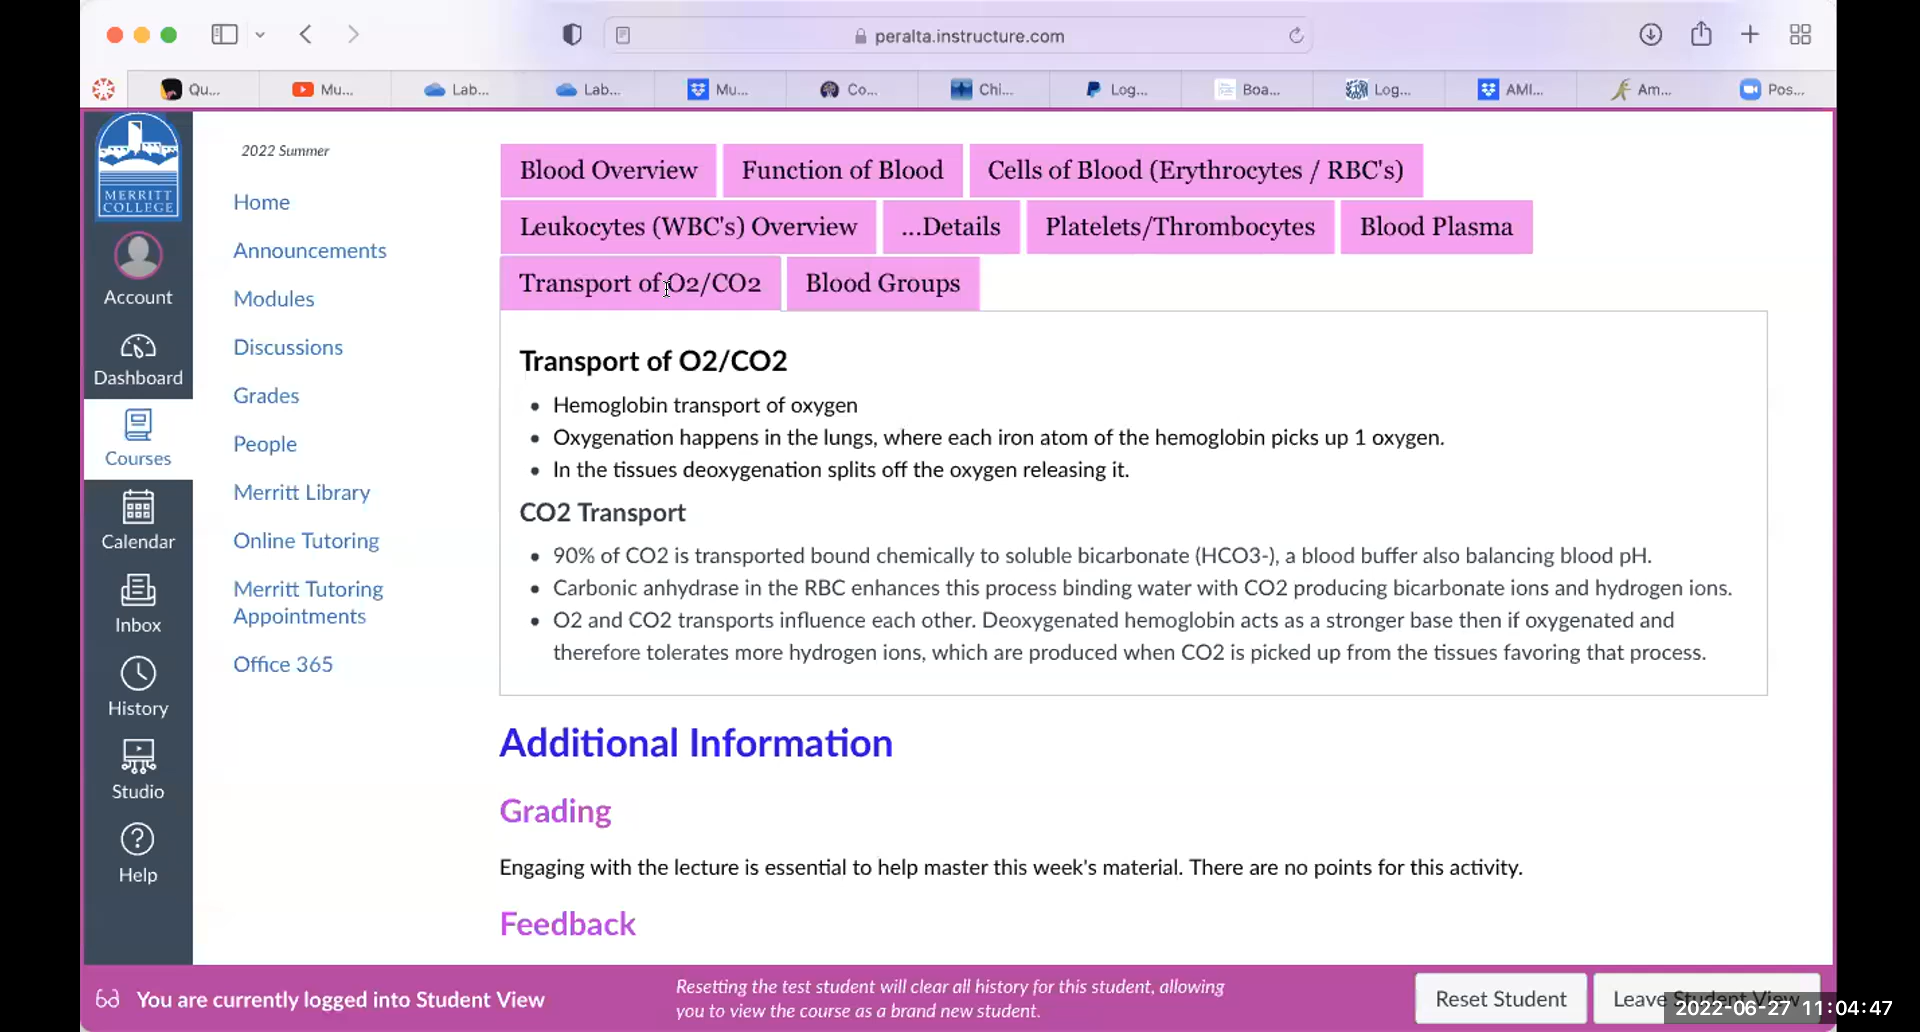 peralta.instructure.com
Qu...
Mu...
Lab...
Lab...
Mu...
Co...
Chi...
Log...
Boa...
Log...
AMI...
Am...
Pos...
MERRITT
COLLEGE
Account
Dashboard
Courses
Calendar
Inbox
History
Studio
Help
2022 Summer
Home
Announcements
Modules
Discussions
Grades
People
Merritt Library
Online Tutoring
Merritt Tutoring
Appointments
Office 365
Blood Overview
Function of Blood
Cells of Blood (Erythrocytes / RBC's)
Leukocytes (WBC's) Overview
...Details
Platelets/Thrombocytes
Blood Plasma
Transport of O2/CO2
Blood Groups
Transport of O2/CO2
• Hemoglobin transport of oxygen
• Oxygenation happens in the lungs, where each iron atom of the hemoglobin picks up 1 oxygen.
• In the tissues deoxygenation splits off the oxygen releasing it.
CO2 Transport
• 90% of CO2 is transported bound chemically to soluble bicarbonate (HCO3-), a blood buffer also balancing blood pH.
• Carbonic anhydrase in the RBC enhances this process binding water with CO2 producing bicarbonate ions and hydrogen ions.
• O2 and CO2 transports influence each other. Deoxygenated hemoglobin acts as a stronger base then if oxygenated and
therefore tolerates more hydrogen ions, which are produced when CO2 is picked up from the tissues favoring that process.
Additional Information
Grading
Engaging with the lecture is essential to help master this week's material. There are no points for this activity.
Feedback
You are currently logged into Student View
Resetting the test student will clear all history for this student, allowing
you to view the course as a brand new student.
Reset Student
Leave Student View
2022-06-27 11:04:47